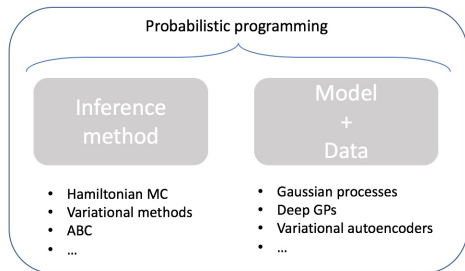 Probabilistic programming
Inference
method
• Hamiltonian MC
• Variational methods
• ABC
• ...
Model
+
Data
• Gaussian processes
• Deep GPs
• Variational autoencoders
• ...